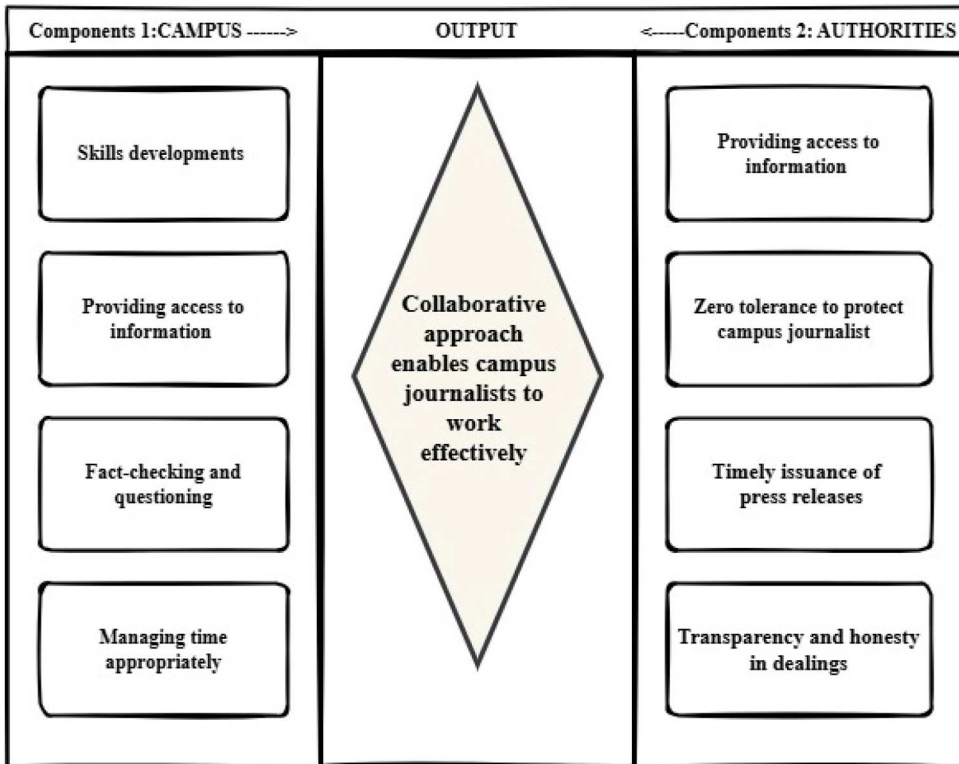 Components 1:CAMPUS ------>
OUTPUT
<-----Components 2: AUTHORITIES
Skills developments
Providing access to
information
Fact-checking and
questioning
Managing time
appropriately
Collaborative
approach
enables campus
journalists to
work
effectively
Providing access to
information
Zero tolerance to protect
campus journalist
Timely issuance of
press releases
Transparency and honesty
in dealings